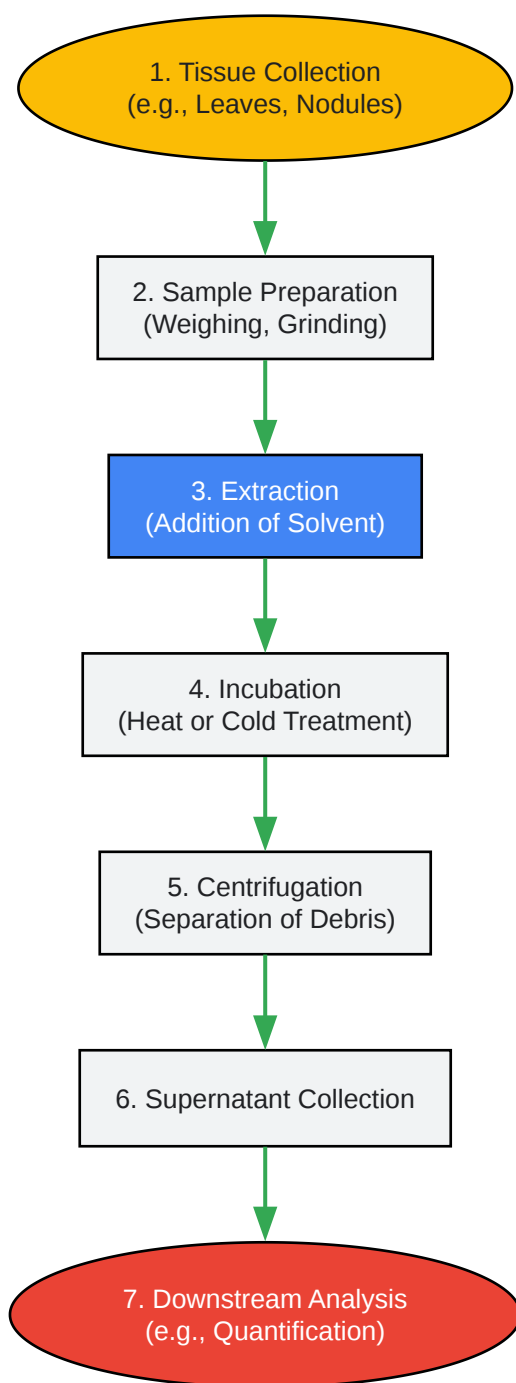 1. Tissue Collection
(e.g., Leaves, Nodules)
2. Sample Preparation
(Weighing, Grinding)
3. Extraction
(Addition of Solvent)
4. Incubation
(Heat or Cold Treatment)
5. Centrifugation
(Separation of Debris)
6. Supernatant Collection
7. Downstream Analysis
(e.g., Quantification)